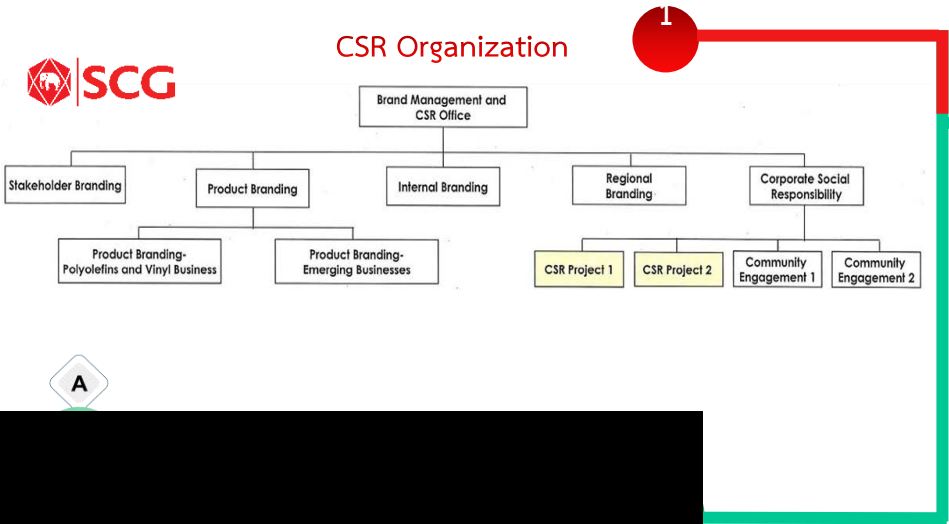 1
CSR Organization
SCG
Brand Management and
CSR Office
Stakeholder Branding
Product Branding
Internal Branding
Regional
Branding
Corporate Social
Responsibility
Product Branding-
Polyolefins and Vinyl Business
Product Branding-
Emerging Businesses
CSR Project 1
CSR Project 2
Community
Engagement 1
Community
Engagement 2
A